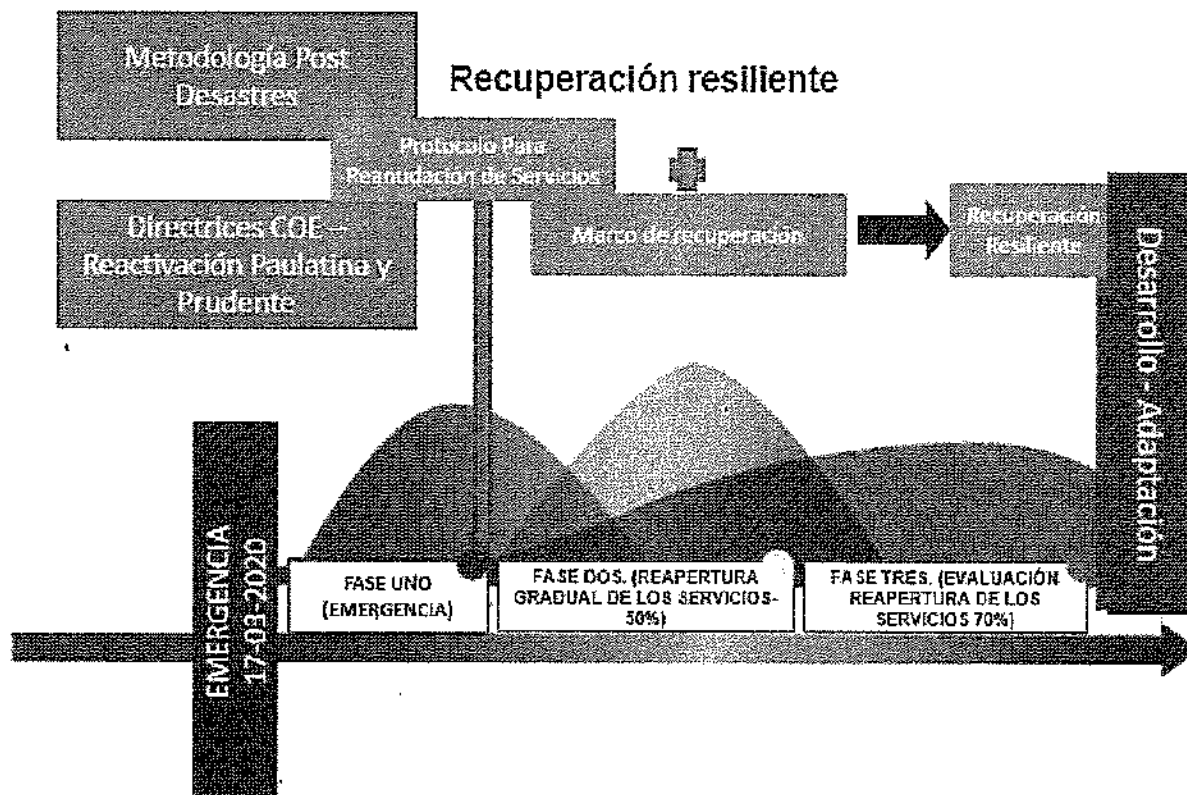 Metodología Post
Desastres
Recuperación resiliente
Protocolo Para
Reanudación de Servicios
Directrices COE –
Reactivación Paulatina y
Prudente
Marco de recuperación
Recuperación
Resiliente
Desarrollo - Adaptación
EMERGENCIA
17-03-2020
FASE UNO
(EMERGENCIA)
FASE DOS. (REAPERTURA
GRADUAL DE LOS SERVICIOS-
50%)
FASE TRES. (EVALUACIÓN
REAPERTURA DE LOS
SERVICIOS 70%)